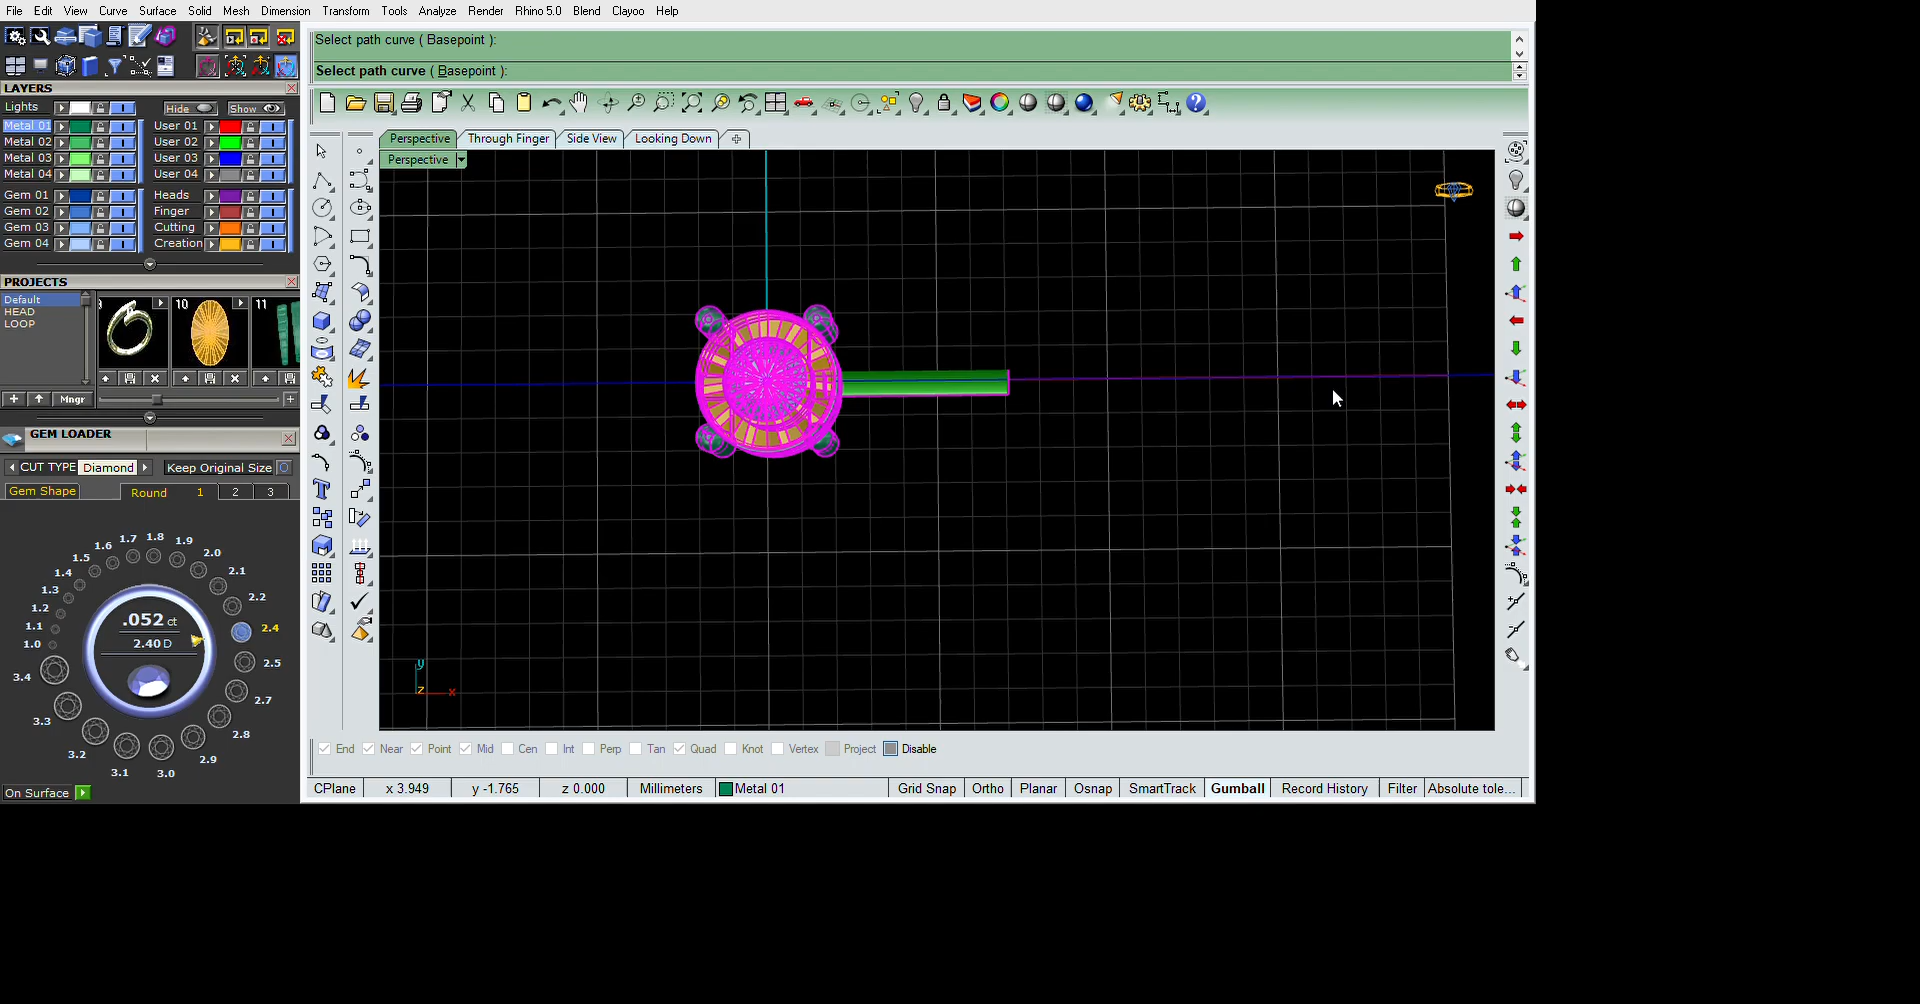 File Edit View Curve Surface Solid Mesh Dimension Transform Tools Analyze Render Rhino 5.0 Blend Clayoo Help
Select path curve ( Basepoint ):
Select path curve ( Basepoint ):
LAYERS
Lights Hide Show
Metal 01 User 01
Metal 02 User 02
Metal 03 User 03
Metal 04 User 04
Gem 01 Heads
Gem 02 Finger
Gem 03 Cutting
Gem 04 Creation
PROJECTS
Default
HEAD
LOOP
9 10 11
Mngr
GEM LOADER
CUT TYPE Diamond Keep Original Size
Gem Shape Round 1 2 3
1.0
1.1
1.2
1.3
1.4
1.5
1.6
1.7
1.8
1.9
2.0
2.1
2.2
2.4
2.5
2.7
2.8
2.9
3.0
3.1
3.2
3.3
3.4
.052 ct
2.40 D
On Surface
Perspective Through Finger Side View Looking Down
Perspective
y
z x
End Near Point Mid Cen Int Perp Tan Quad Knot Vertex Project Disable
CPlane x 3.949 y -1.765 z 0.000 Millimeters Metal 01 Grid Snap Ortho Planar Osnap SmartTrack Gumball Record History Filter Absolute tole...